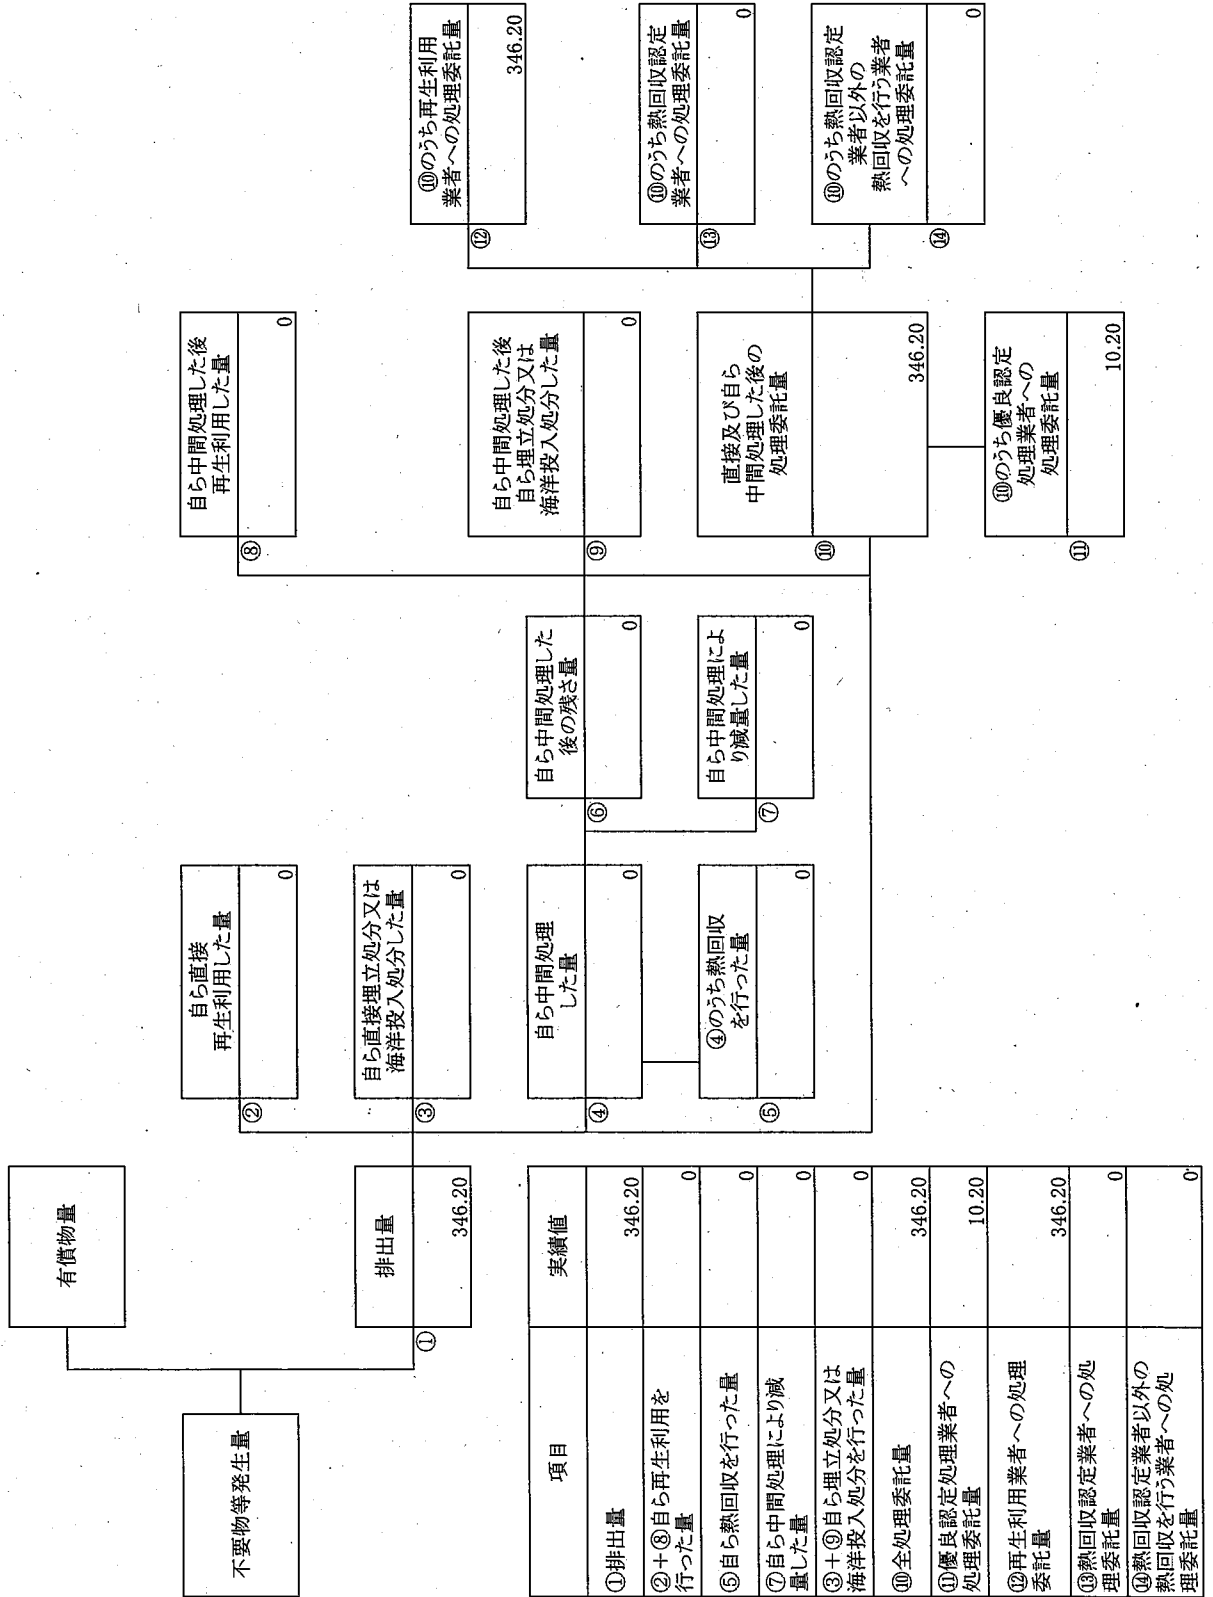 不要物等発生量
有償物量
排出量
①
346.20
自ら直接
再生利用した量
②
0
自ら直接埋立処分又は
海洋投入処分した量
③
0
自ら中間処理
した量
④
0
④のうち熱回収
を行った量
⑤
0
自ら中間処理した
後の残さ量
⑥
0
自ら中間処理によ
り減量した量
⑦
0
自ら中間処理した後
再生利用した量
⑧
0
自ら中間処理した後
自ら埋立処分又は
海洋投入処分した量
⑨
0
直接及び自ら
中間処理した後の
処理委託量
⑩
346.20
⑩のうち優良認定
処理業者への
処理委託量
⑪
10.20
⑩のうち再生利用
業者への処理委託量
⑫
346.20
⑩のうち熱回収認定
業者への処理委託量
⑬
0
⑩のうち熱回収認定
業者以外の
熱回収を行う業者
への処理委託量
⑭
0
項目 実績値
①排出量 346.20
②+⑧自ら再生利用を
行った量 0
⑤自ら熱回収を行った量 0
⑦自ら中間処理により減
量した量 0
③+⑨自ら埋立処分又は
海洋投入処分を行った量 0
⑩全処理委託量 346.20
⑪優良認定処理業者への
処理委託量 10.20
⑫再生利用業者への処理
委託量 346.20
⑬熱回収認定業者への処
理委託量 0
⑭熱回収認定業者以外の
熱回収を行う業者への処
理委託量 0